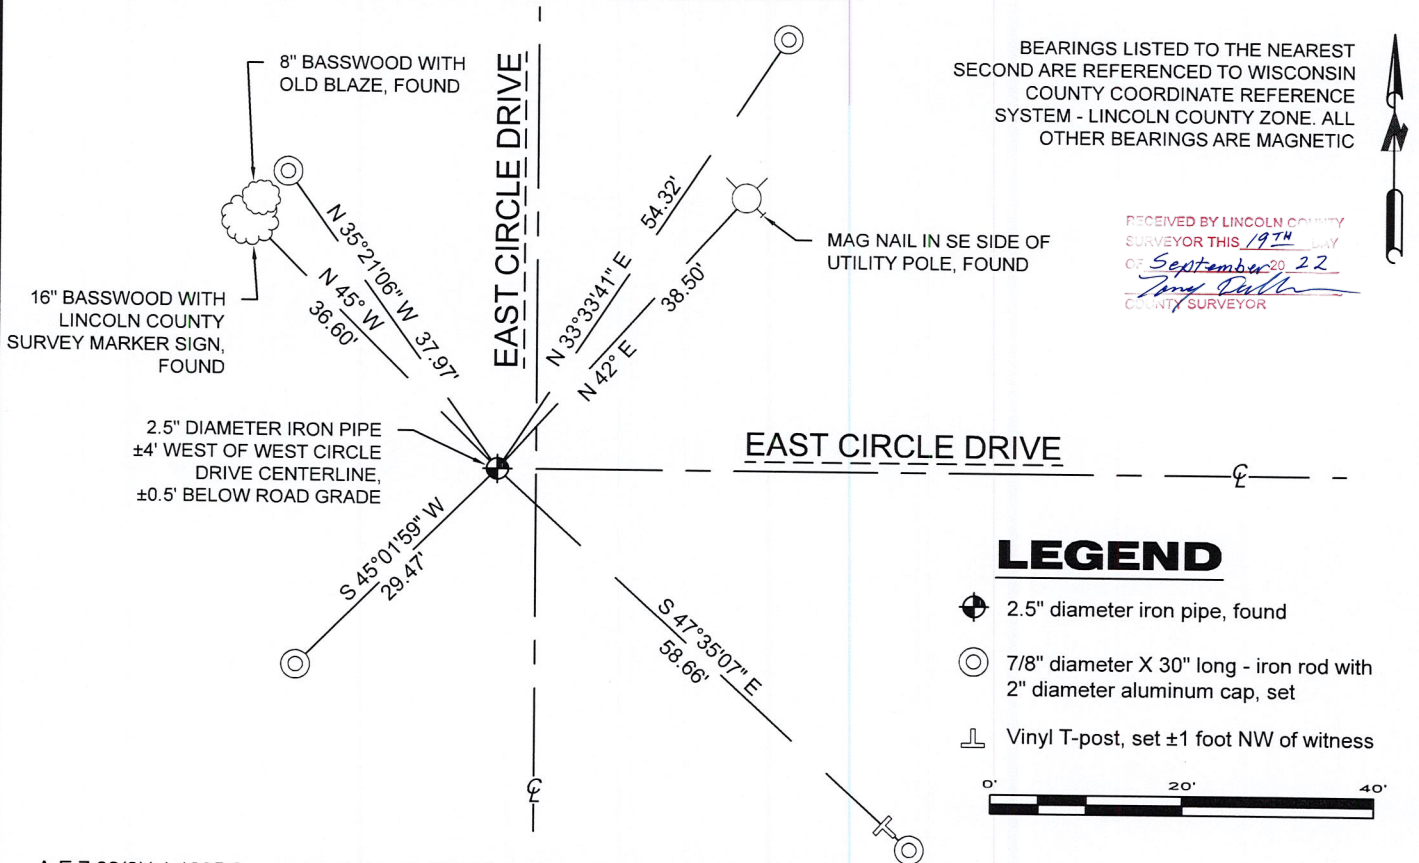 8" BASSWOOD WITH
OLD BLAZE, FOUND
EAST CIRCLE DRIVE
BEARINGS LISTED TO THE NEAREST
SECOND ARE REFERENCED TO WISCONSIN
COUNTY COORDINATE REFERENCE
SYSTEM - LINCOLN COUNTY ZONE. ALL
OTHER BEARINGS ARE MAGNETIC
N
RECEIVED BY LINCOLN COUNTY
SURVEYOR THIS 19TH DAY
OF September 20 22
COUNTY SURVEYOR
MAG NAIL IN SE SIDE OF
UTILITY POLE, FOUND
16" BASSWOOD WITH
LINCOLN COUNTY
SURVEY MARKER SIGN,
FOUND
N 35°21'06" W 37.97'
N 45° W
36.60'
N 33°33'41" E 54.32'
N 42° E 38.50'
2.5" DIAMETER IRON PIPE
±4' WEST OF WEST CIRCLE
DRIVE CENTERLINE,
±0.5' BELOW ROAD GRADE
EAST CIRCLE DRIVE
℄
S 45°01'59" W
29.47'
S 47°35'07" E
58.66'
℄
LEGEND
2.5" diameter iron pipe, found
7/8" diameter X 30" long - iron rod with
2" diameter aluminum cap, set
Vinyl T-post, set ±1 foot NW of witness
0' 20' 40'